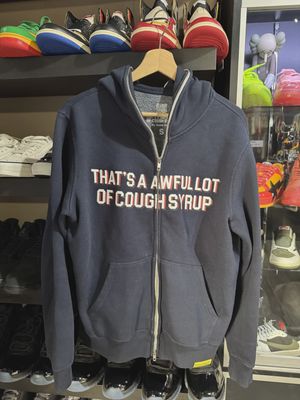 S
THAT'S A AWFUL LOT
OF COUGH SYRUP